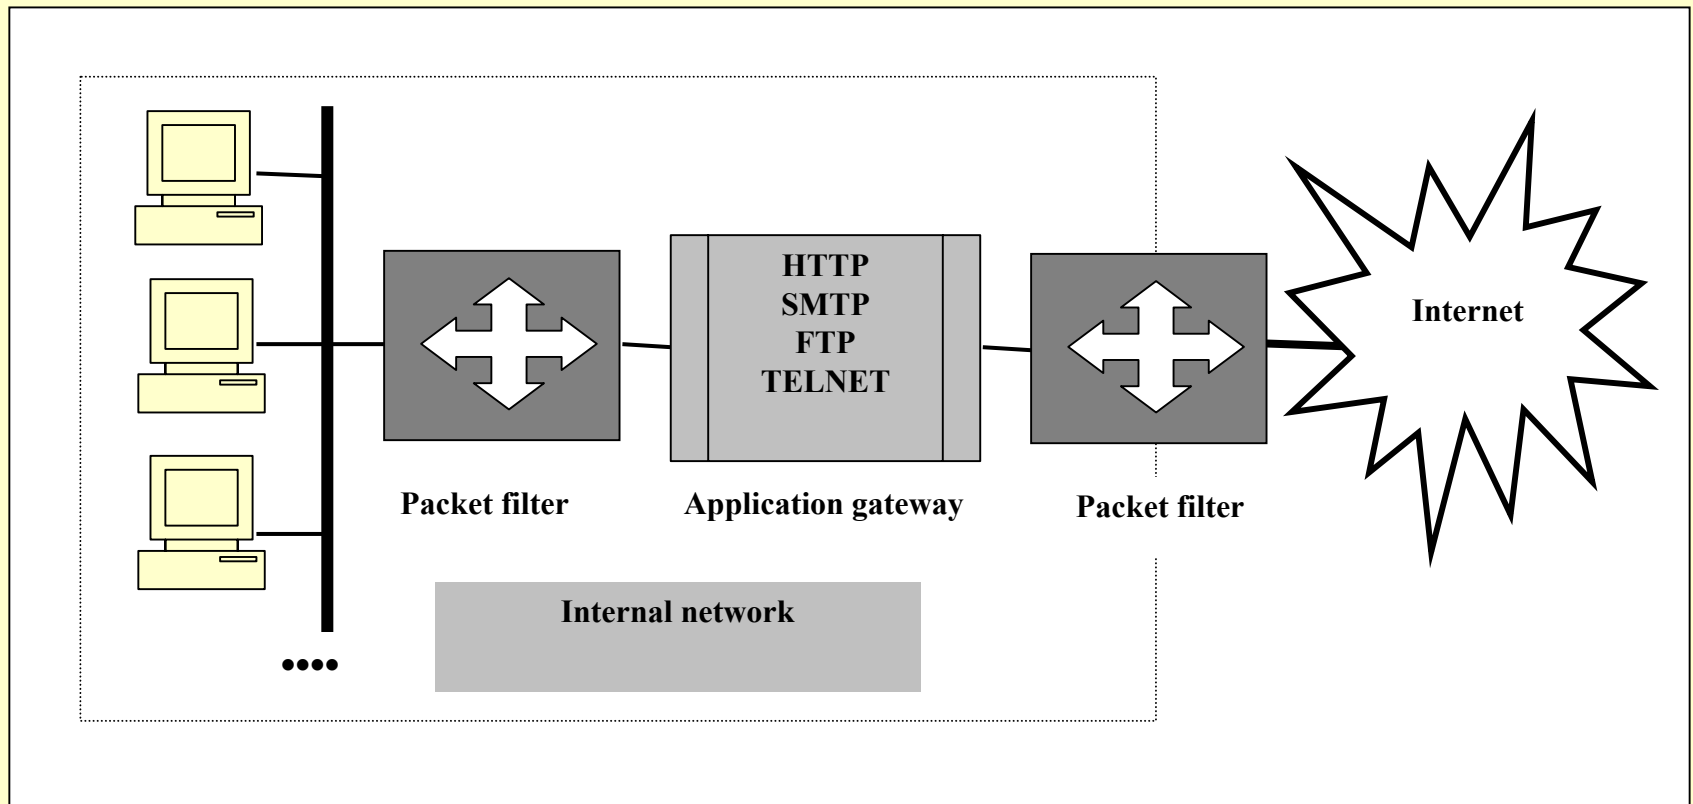 HTTP
SMTP
FTP
TELNET
Internet
Packet filter
Application gateway
Packet filter
Internal network